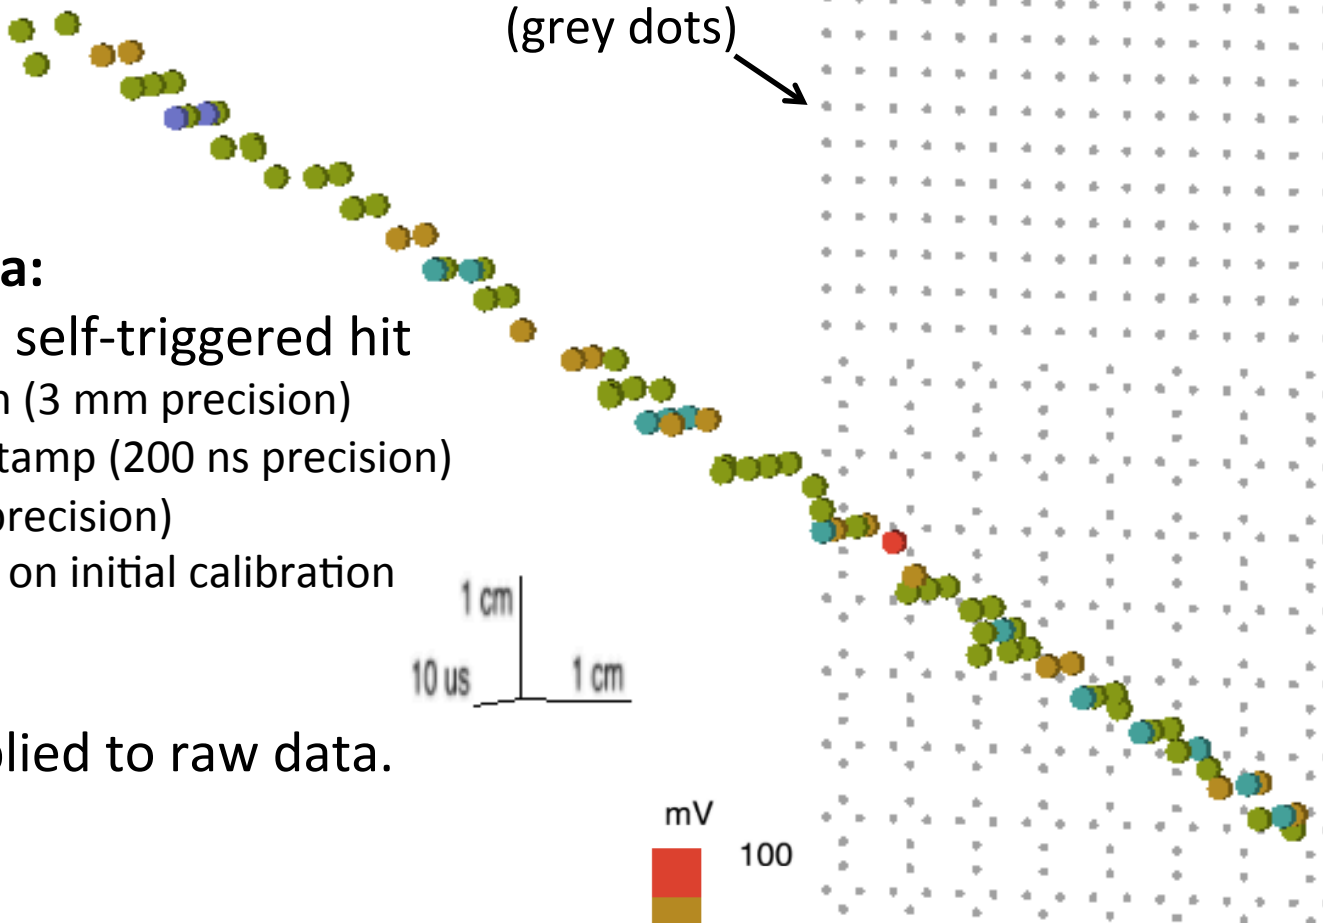 (grey dots)
a:
self-triggered hit
(3 mm precision)
tamp (200 ns precision)
precision)
on initial calibration
1 cm
10 us
1 cm
plied to raw data.
mV
100